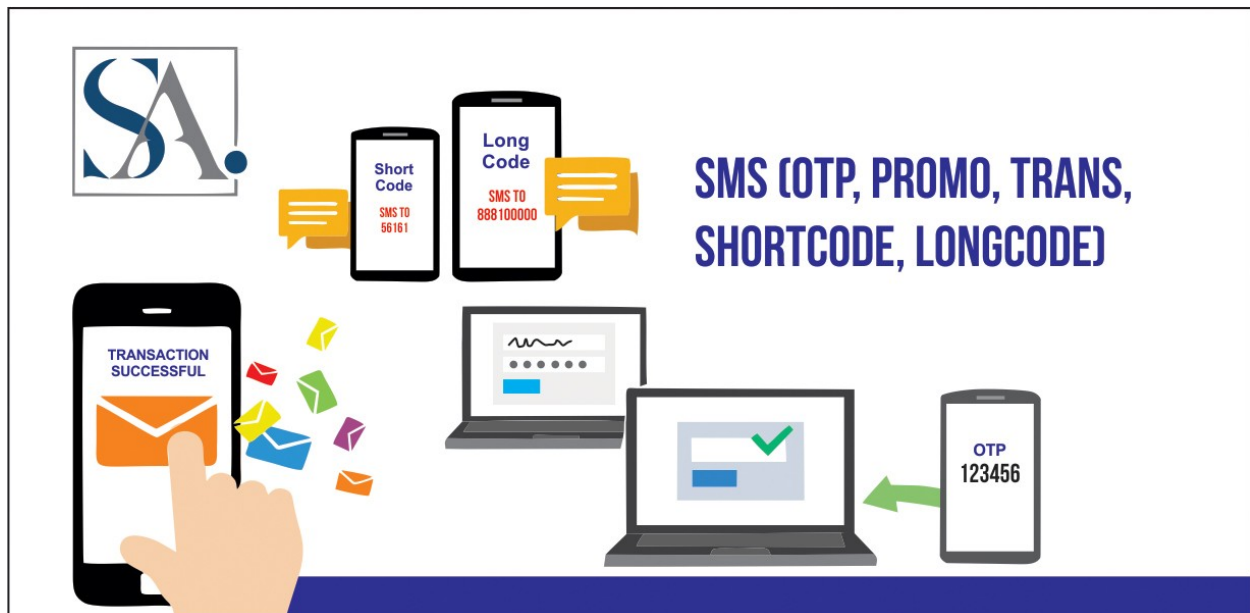 SA.
Short
Code
SMS TO
56161
Long
Code
SMS TO
888100000
SMS (OTP, PROMO, TRANS,
SHORTCODE, LONGCODE)
TRANSACTION
SUCCESSFUL
OTP
123456